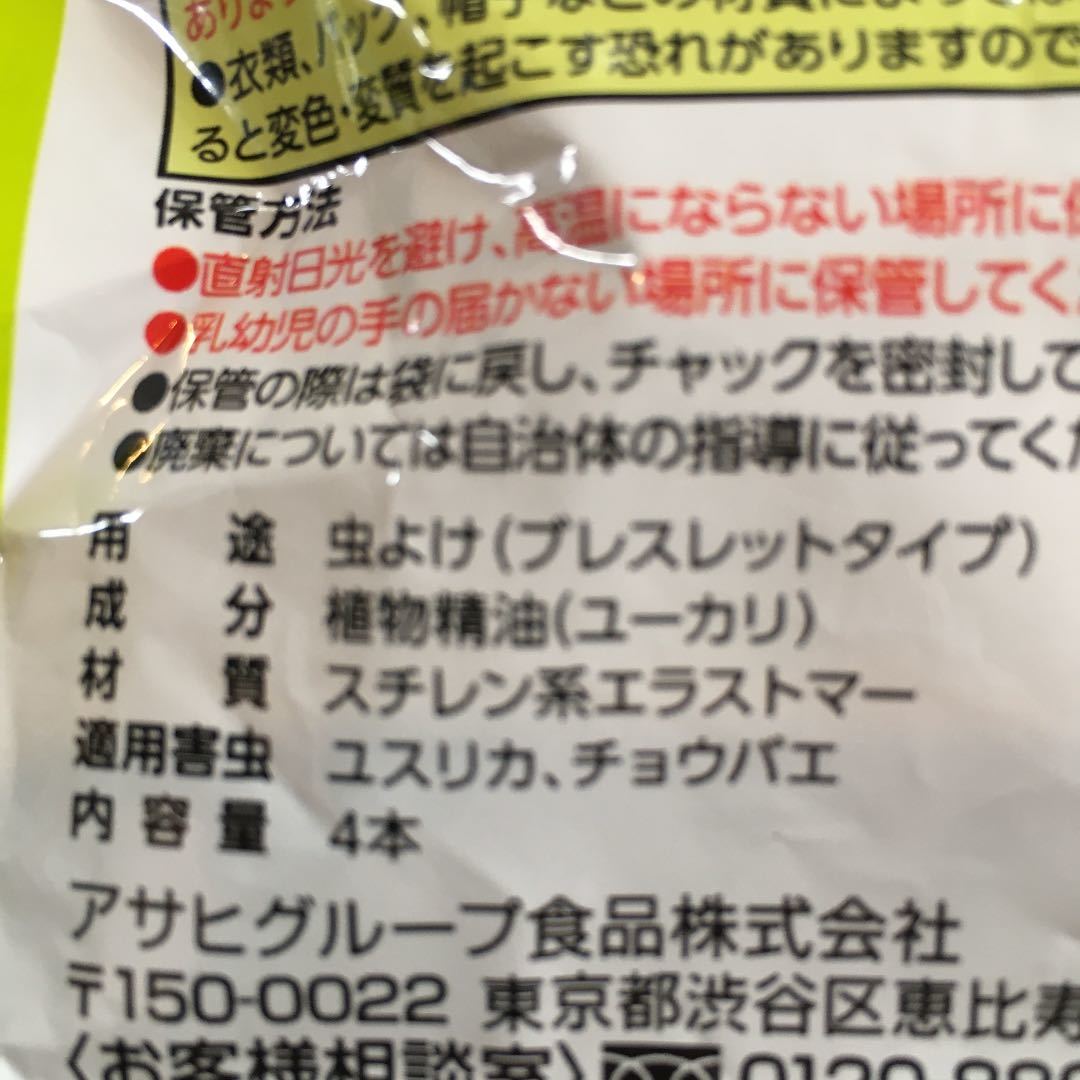 あります
●衣類、バッグ、帽子などの材質によっては
ると変色・変質を起こす恐れがありますので
保管方法
●直射日光を避け、高温にならない場所に保
●乳幼児の手の届かない場所に保管してく
●保管の際は袋に戻し、チャックを密封して
●廃棄については自治体の指導に従ってくだ
用途 虫よけ(ブレスレットタイプ)
成分 植物精油(ユーカリ)
材質 スチレン系エラストマー
適用害虫 ユスリカ、チョウバエ
内容量 4本
アサヒグループ食品株式会社
〒150-0022 東京都渋谷区恵比寿
〈お客様相談室〉 0120-